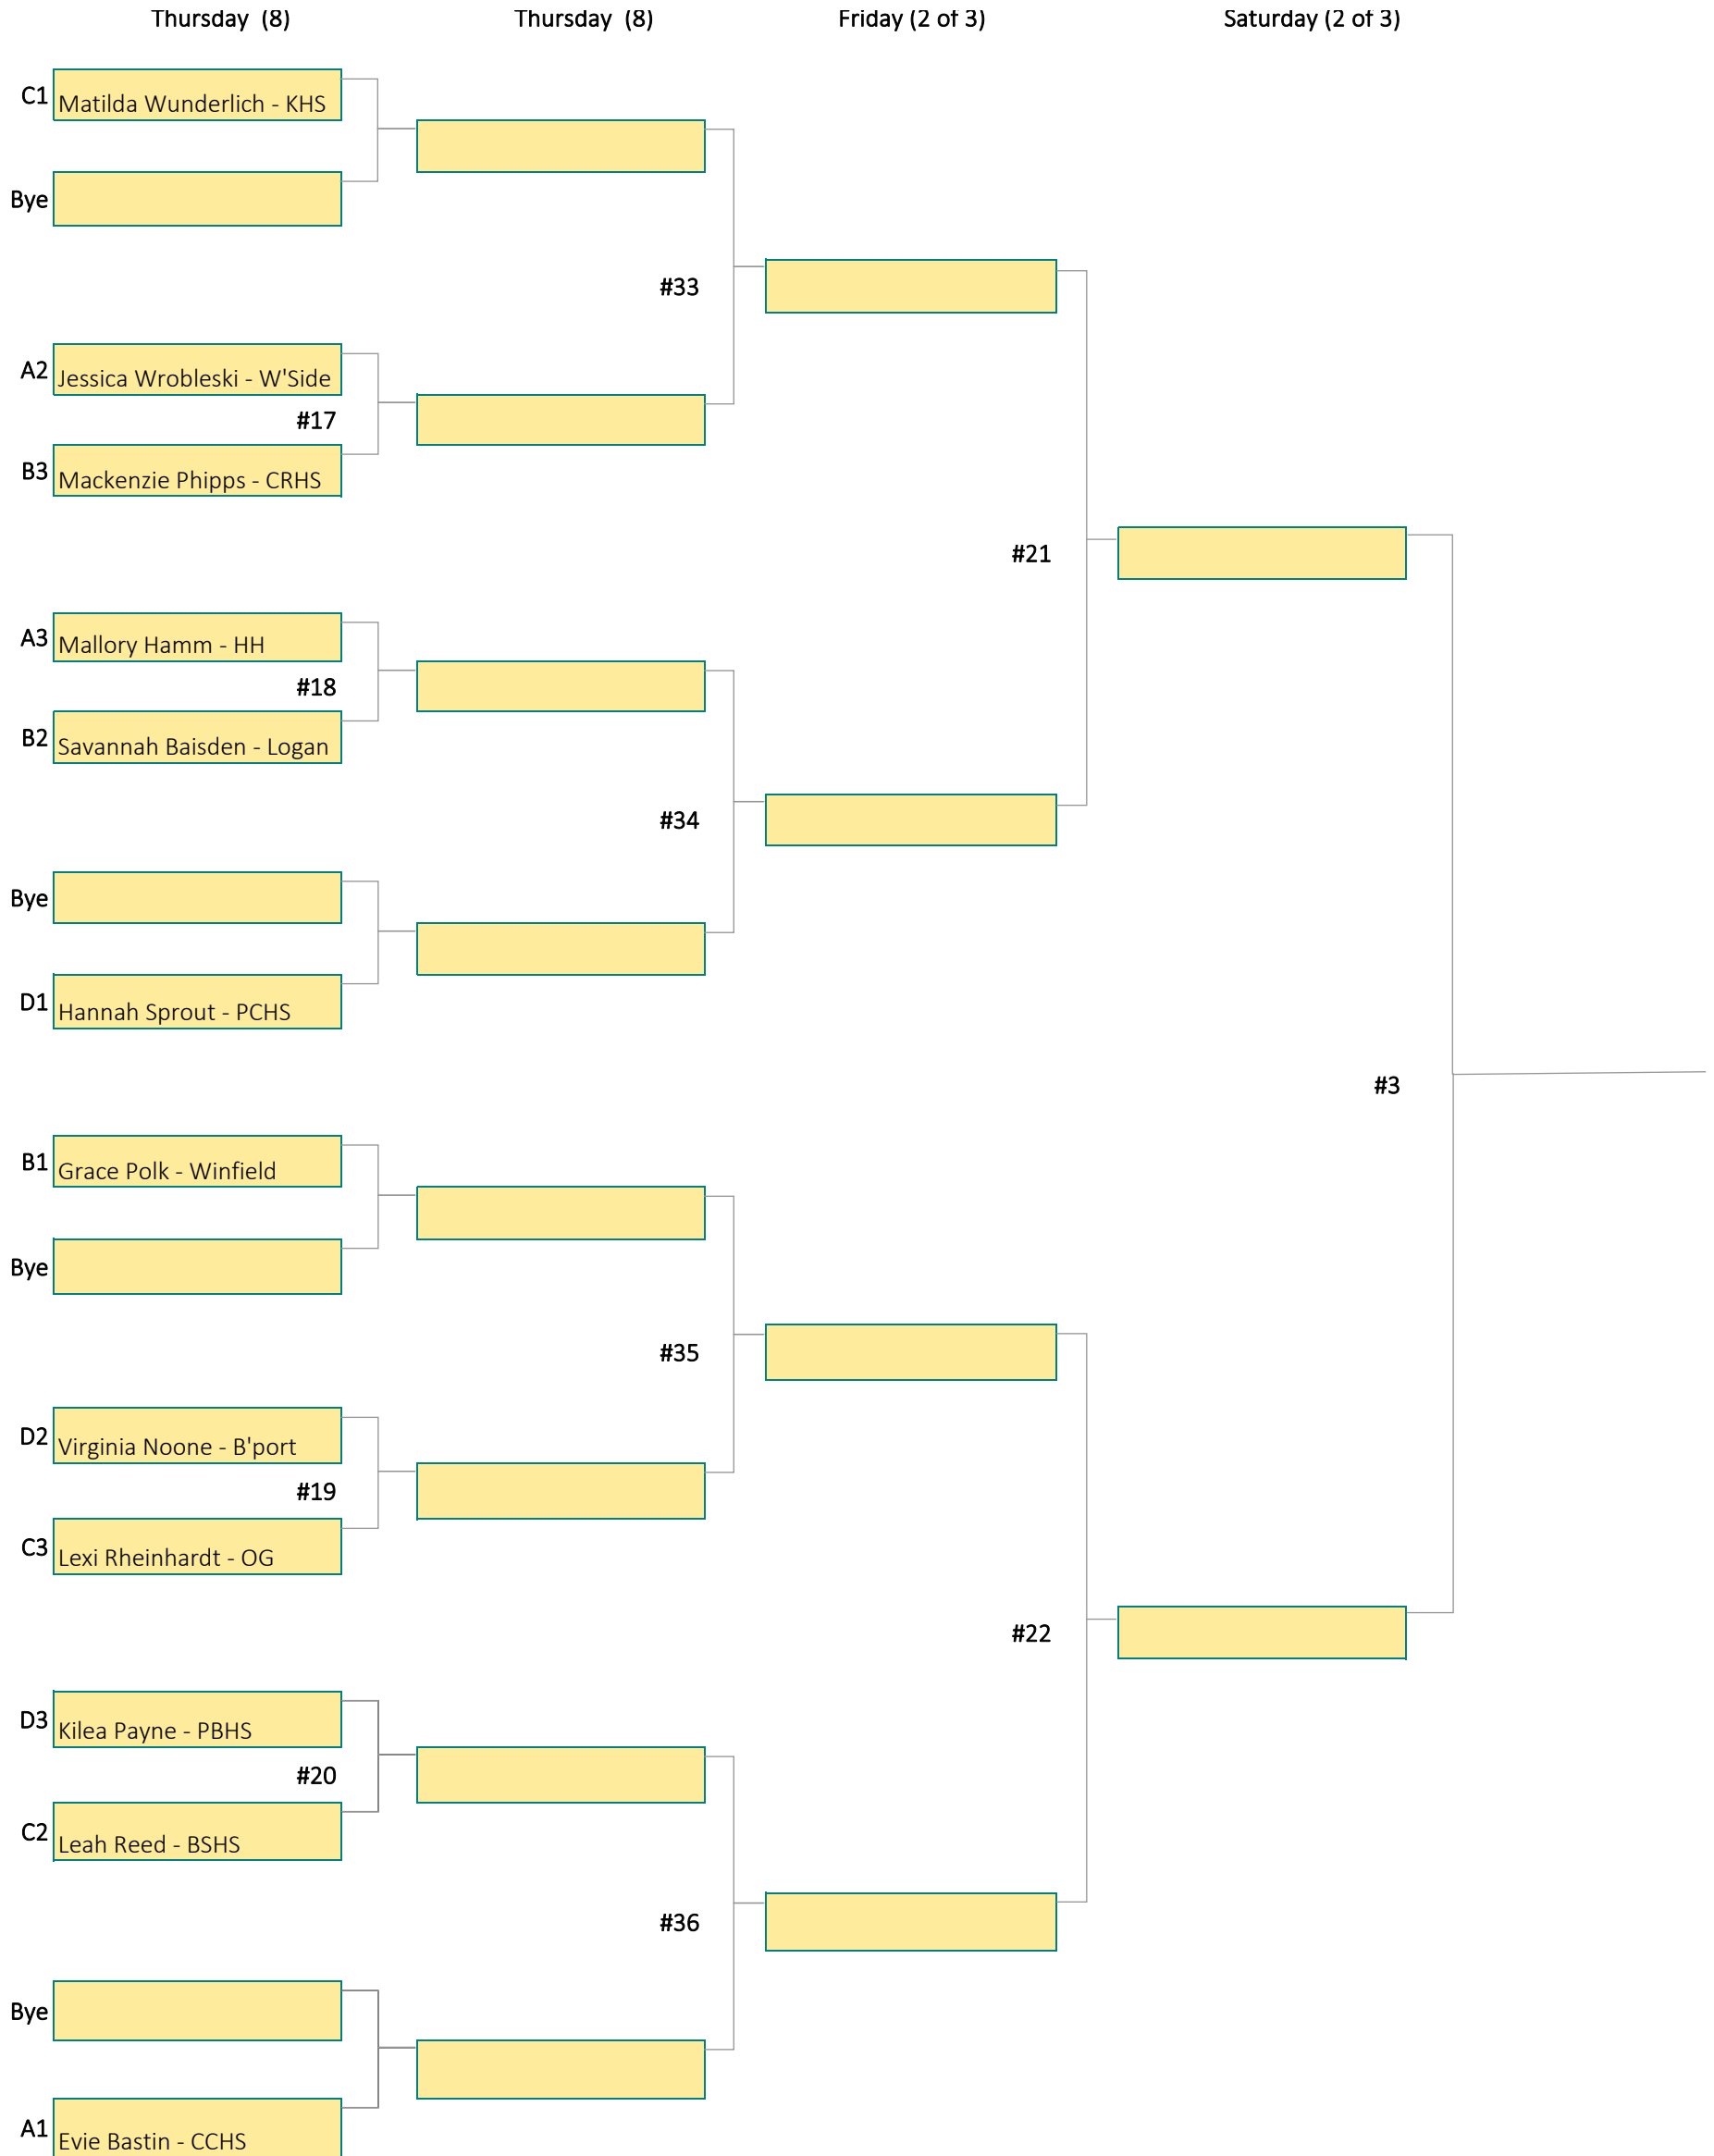 Thursday (8)
Thursday (8)
Friday (2 of 3)
Saturday (2 of 3)
C1
Matilda Wunderlich - KHS
Bye
#33
A2
Jessica Wrobleski - W'Side
#17
B3
Mackenzie Phipps - CRHS
#21
A3
Mallory Hamm - HH
#18
B2
Savannah Baisden - Logan
#34
Bye
D1
Hannah Sprout - PCHS
#3
B1
Grace Polk - Winfield
Bye
#35
D2
Virginia Noone - B'port
#19
C3
Lexi Rheinhardt - OG
#22
D3
Kilea Payne - PBHS
#20
C2
Leah Reed - BSHS
#36
Bye
A1
Evie Bastin - CCHS